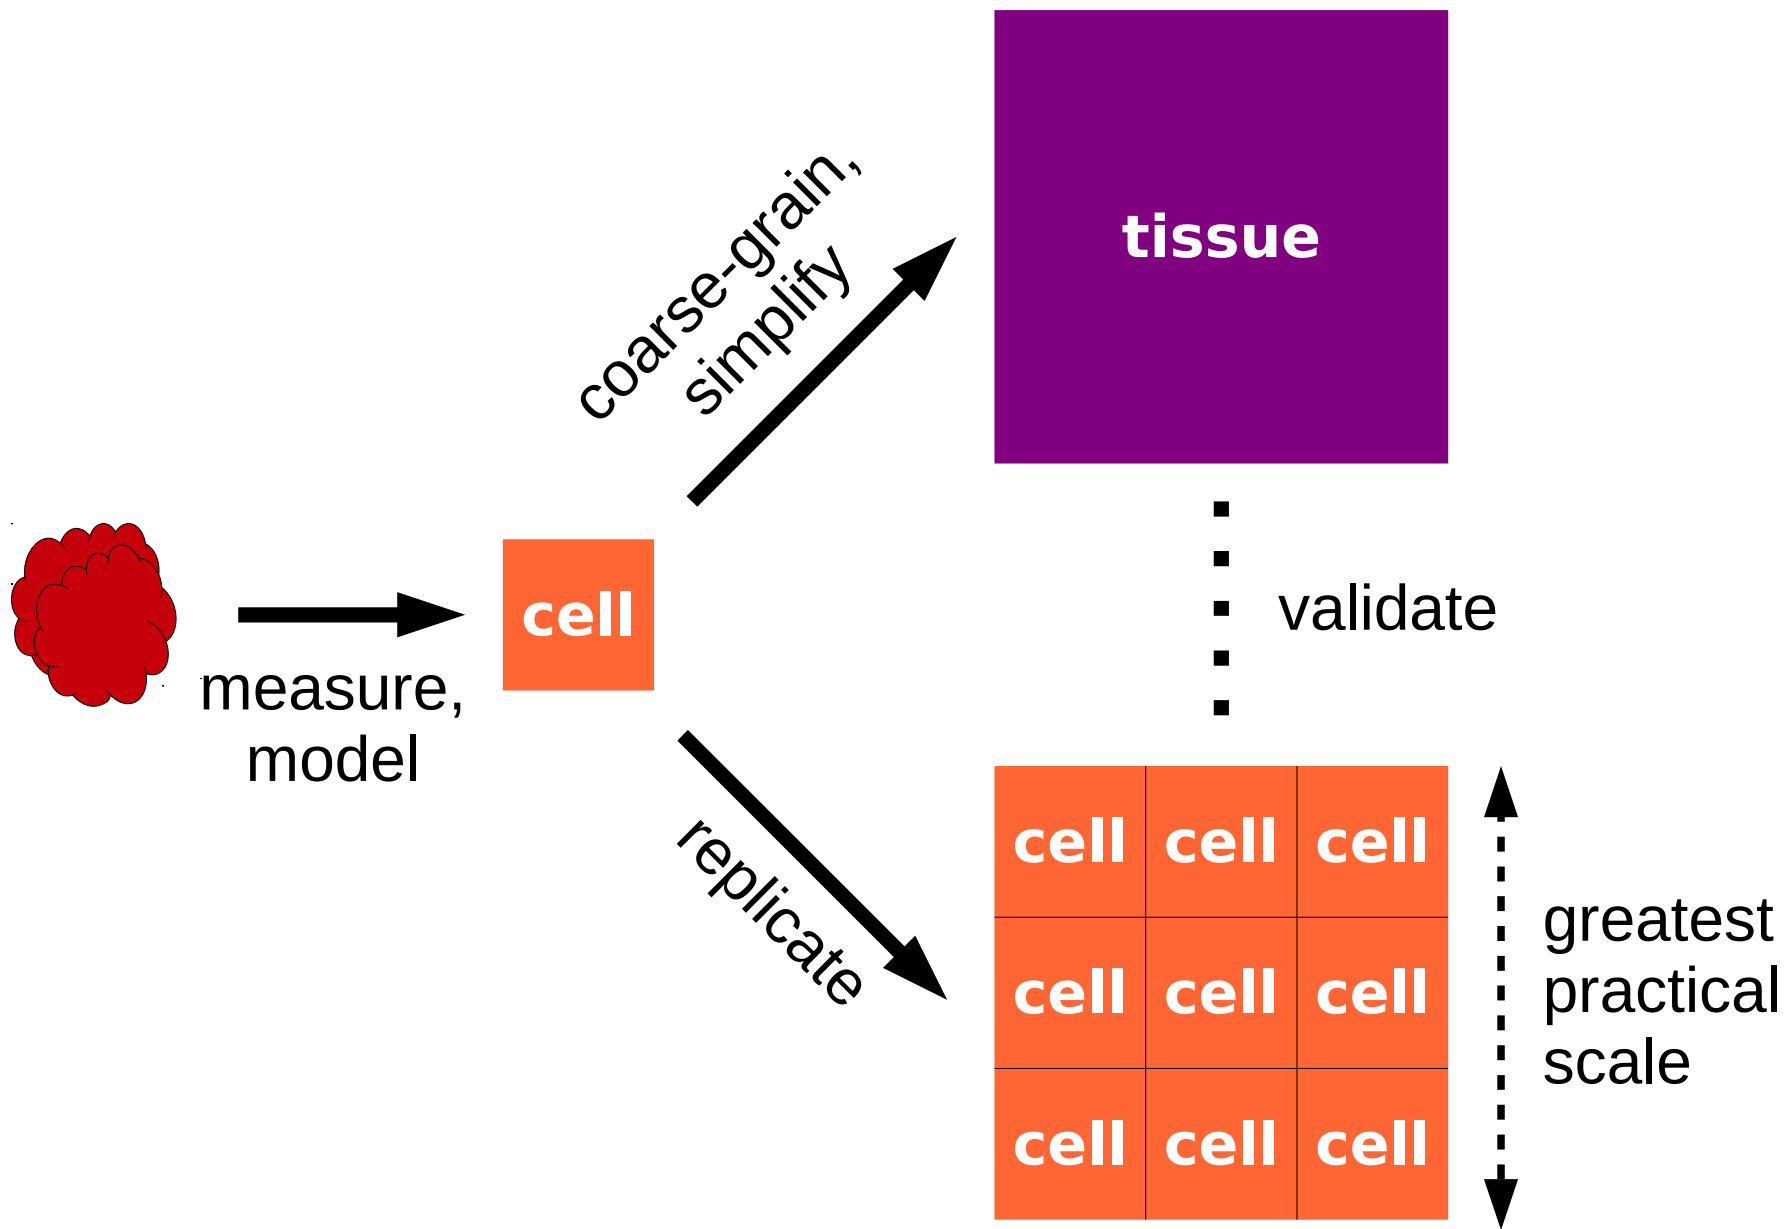 measure,
model
cell
coarse-grain,
simplify
replicate
tissue
validate
cell cell cell
cell cell cell
cell cell cell
greatest
practical
scale